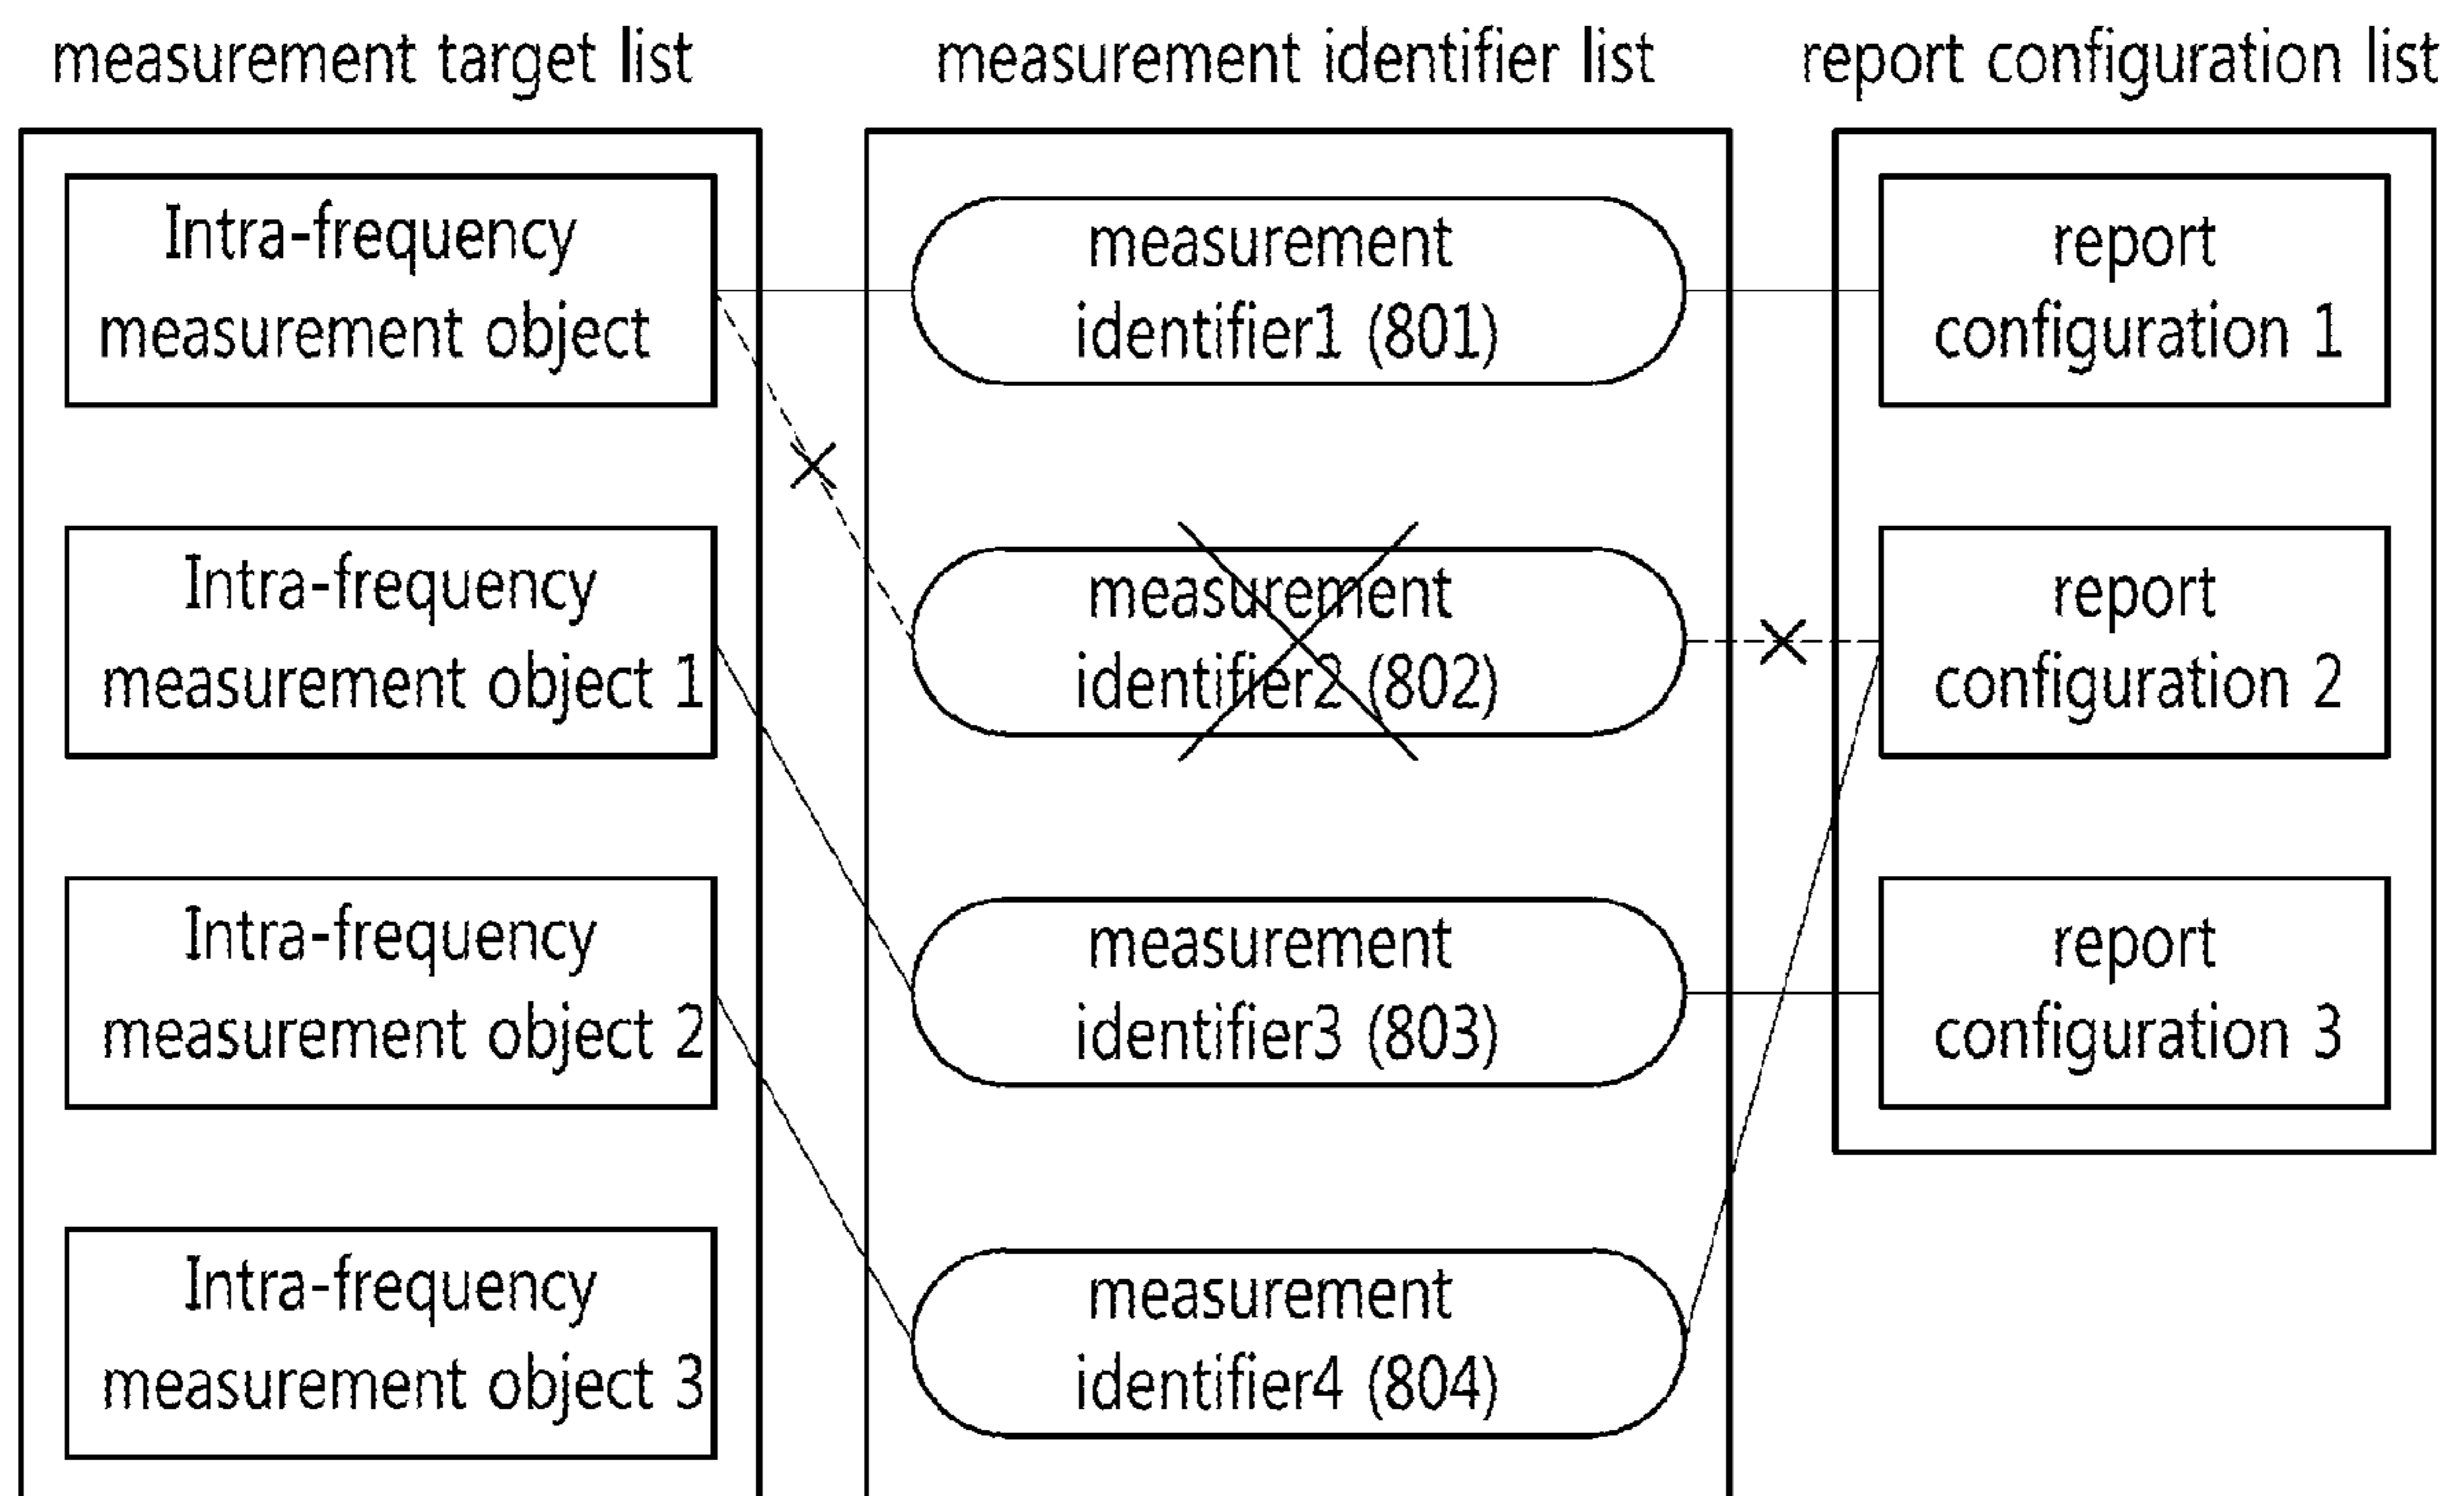 measurement target list
measurement identifier list
report configuration list
Intra-frequency
measurement object
measurement
identifier1 (801)
report
configuration 1
Intra-frequency
measurement object 1
measurement
identifier2 (802)
report
configuration 2
Intra-frequency
measurement object 2
measurement
identifier3 (803)
report
configuration 3
Intra-frequency
measurement object 3
measurement
identifier4 (804)